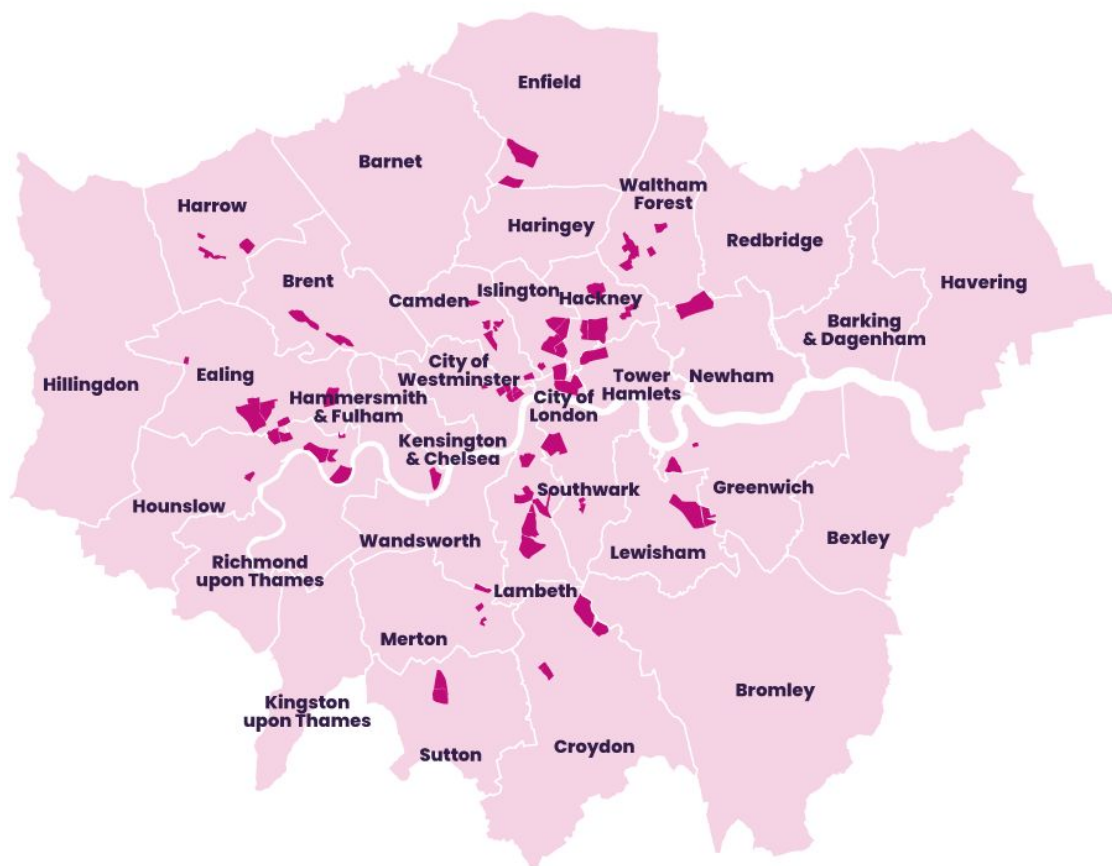 Enfield
Barnet
Waltham
Forest
Harrow
Haringey
Redbridge
Brent
Islington
Camden
Hackney
Havering
Barking
& Dagenham
City of
Westminster
Hillingdon
Ealing
Tower
Hamlets
Newham
Hammersmith
& Fulham
City of
London
Kensington
& Chelsea
Southwark
Greenwich
Hounslow
Wandsworth
Bexley
Lewisham
Richmond
upon Thames
Lambeth
Merton
Bromley
Kingston
upon Thames
Sutton
Croydon